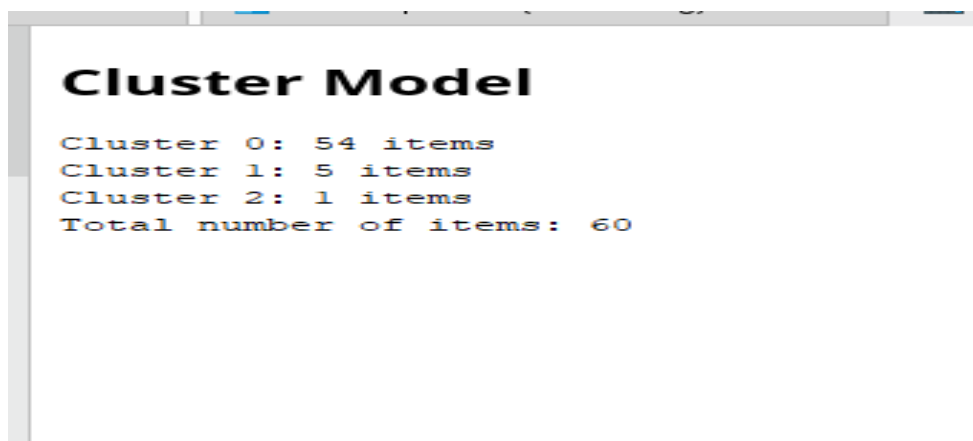 Cluster Model
Cluster 0: 54 items
Cluster 1: 5 items
Cluster 2: 1 items
Total number of items: 60